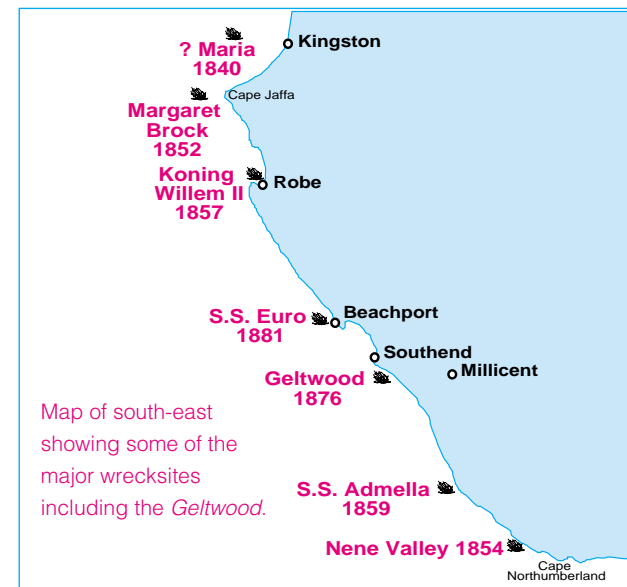 ? Maria
1840
Kingston
Cape Jaffa
Margaret
Brock
1852
Koning
Willem II
1857
Robe
S.S. Euro
1881
Beachport
Southend
Geltwood
1876
Millicent
Map of south-east
showing some of the
major wrecksites
including the Geltwood.
S.S. Admella
1859
Nene Valley 1854
Cape
Northumberland